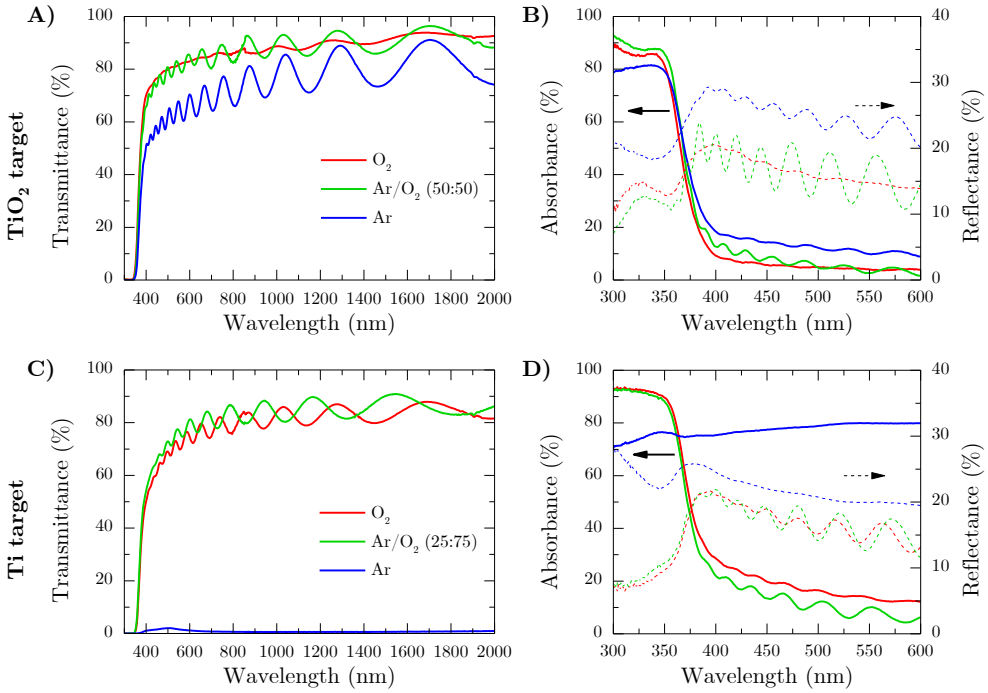 A)
B)
TiO2 target
Transmittance (%)
100
80
60
40
20
0
400 600 800 1000 1200 1400 1600 1800 2000
Wavelength (nm)
O2
Ar/O2 (50:50)
Ar
Absorbance (%)
100
80
60
40
20
0
300 350 400 450 500 550 600
Wavelength (nm)
40
30
20
10
0
Reflectance (%)
C)
D)
Ti target
Transmittance (%)
100
80
60
40
20
0
400 600 800 1000 1200 1400 1600 1800 2000
Wavelength (nm)
O2
Ar/O2 (25:75)
Ar
Absorbance (%)
100
80
60
40
20
0
300 350 400 450 500 550 600
Wavelength (nm)
40
30
20
10
0
Reflectance (%)